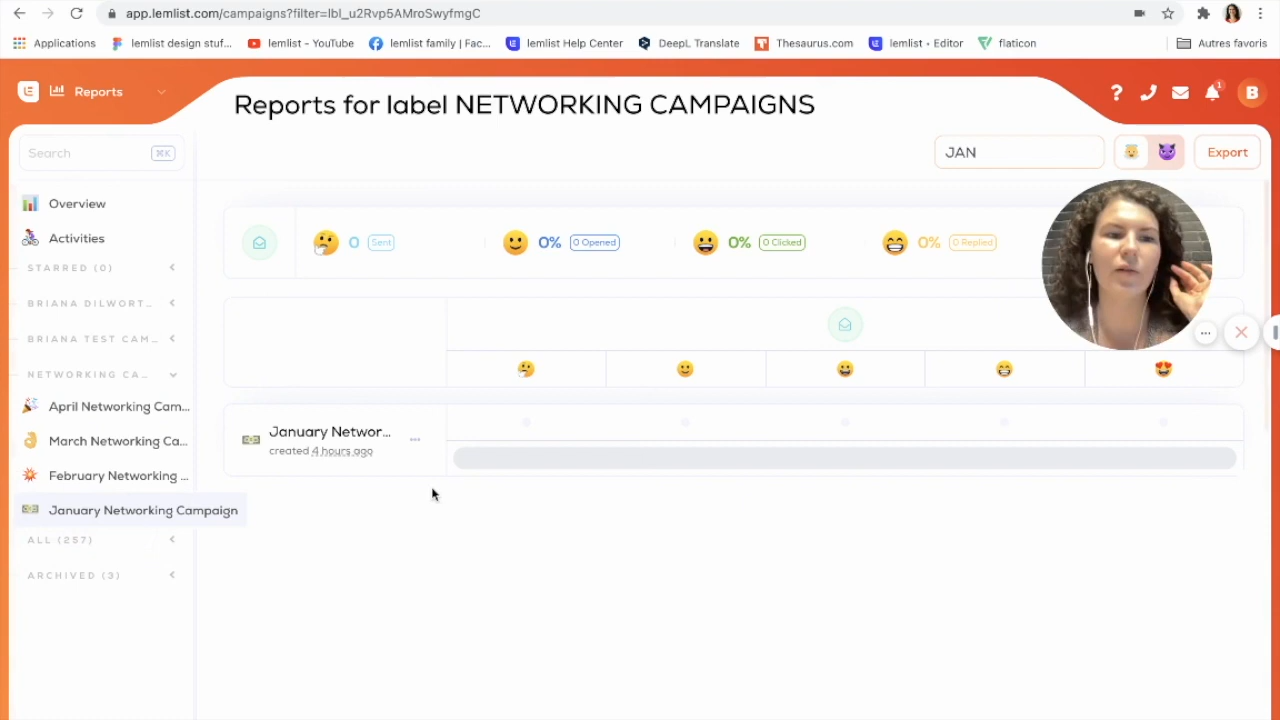 app.lemlist.com/campaigns?filter=lbl_u2Rvp5AMroSwyfmgC
Applications
lemlist design stuf...
lemlist - YouTube
lemlist family | Fac...
lemlist Help Center
DeepL Translate
Thesaurus.com
lemlist • Editor
flaticon
Autres favoris
Reports
Reports for label NETWORKING CAMPAIGNS
? 1 B
Search ⌘K
JAN
Export
Overview
Activities
STARRED (0)
BRIANA DILWORT...
BRIANA TEST CAM...
NETWORKING CA...
April Networking Cam...
March Networking Ca...
February Networking ...
January Networking Campaign
ALL (257)
ARCHIVED (3)
0 Sent
0% 0 Opened
0% 0 Clicked
0% 0 Replied
January Networ...
created 4 hours ago